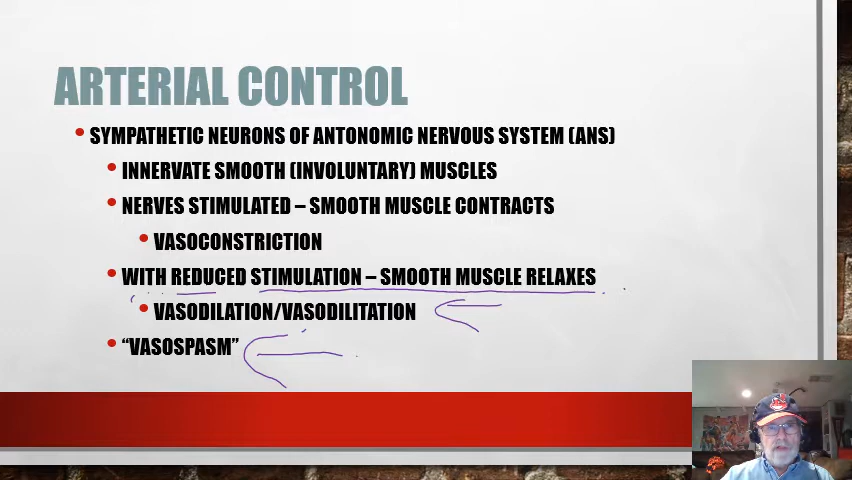 ARTERIAL CONTROL
• SYMPATHETIC NEURONS OF ANTONOMIC NERVOUS SYSTEM (ANS)
• INNERVATE SMOOTH (INVOLUNTARY) MUSCLES
• NERVES STIMULATED – SMOOTH MUSCLE CONTRACTS
• VASOCONSTRICTION
• WITH REDUCED STIMULATION – SMOOTH MUSCLE RELAXES
• VASODILATION/VASODILITATION
• “VASOSPASM”